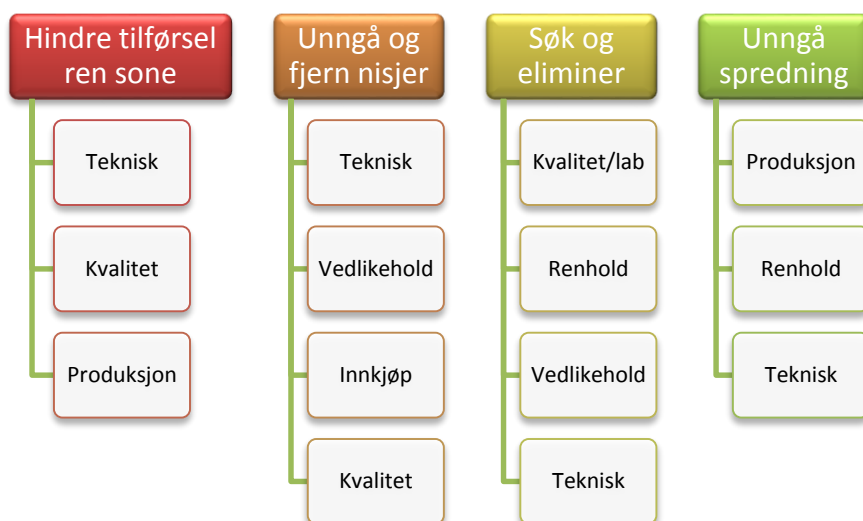 Hindre tilførsel
ren sone
Teknisk
Kvalitet
Produksjon
Unngå og
fjern nisjer
Teknisk
Vedlikehold
Innkjøp
Kvalitet
Søk og
eliminer
Kvalitet/lab
Renhold
Vedlikehold
Teknisk
Unngå
spredning
Produksjon
Renhold
Teknisk